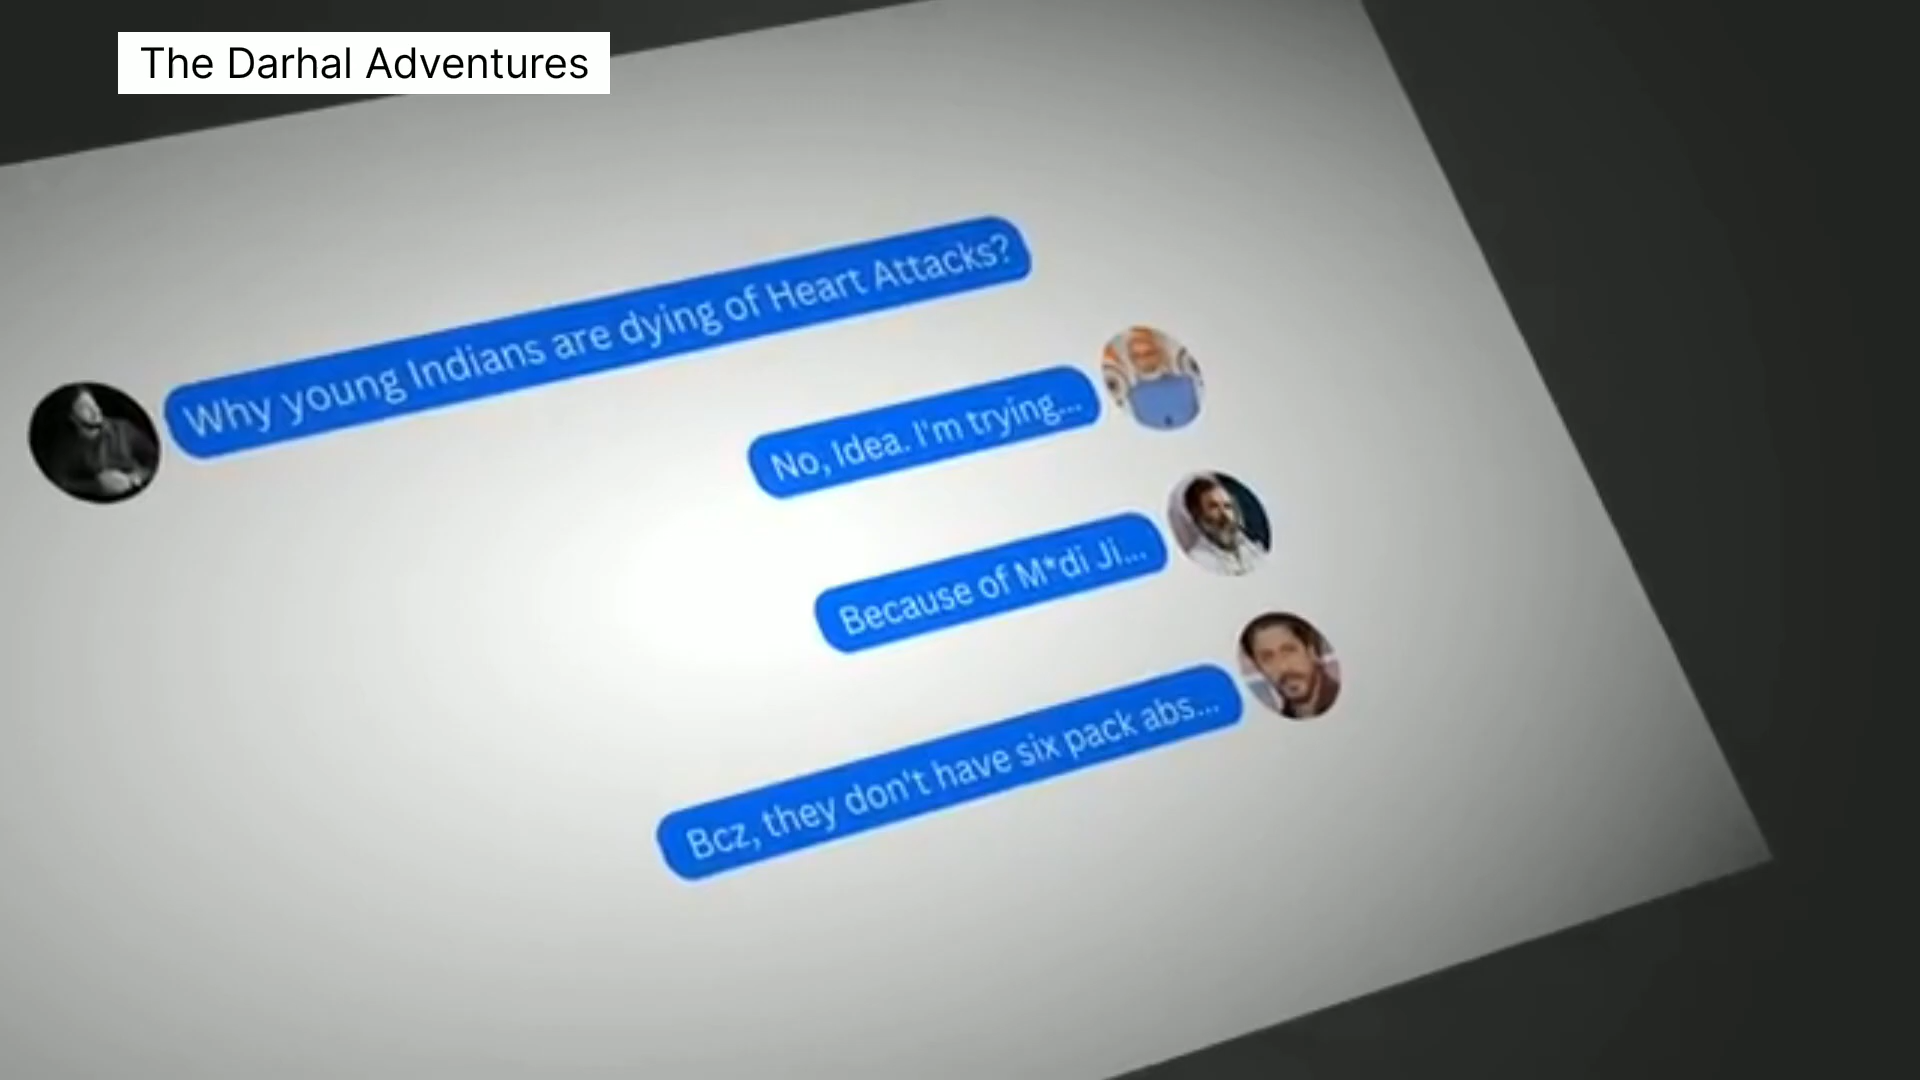 The Darhal Adventures
Why young Indians are dying of Heart Attacks?
No, Idea. I'm trying...
Because of M*di Ji...
Bcz, they don't have six pack abs...